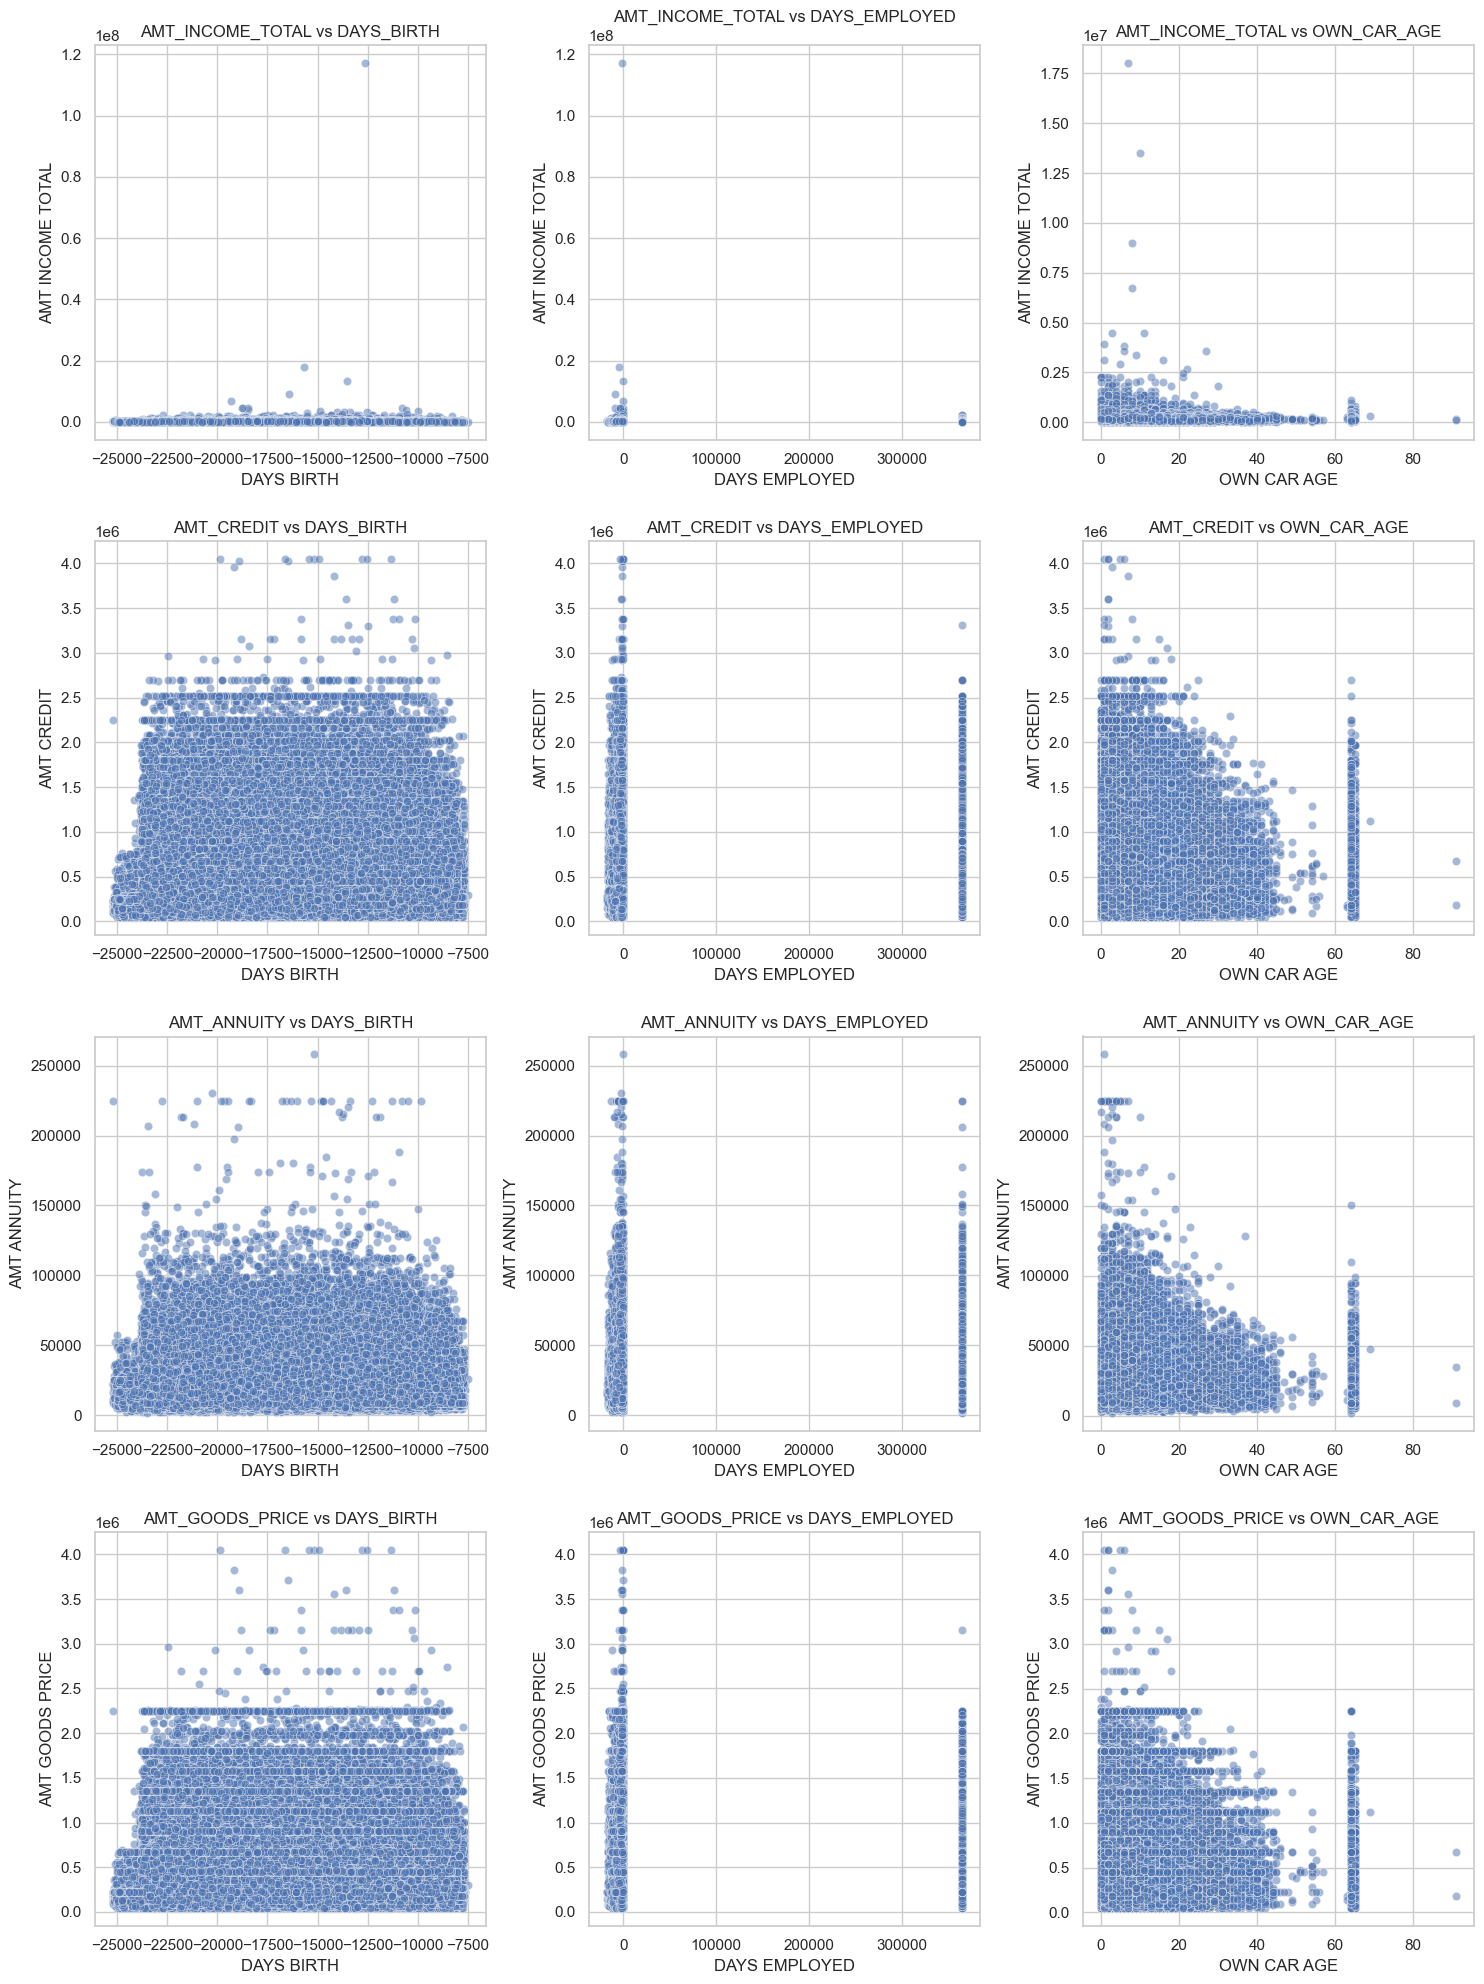 AMT_INCOME_TOTAL vs DAYS_BIRTH
1e8
1.2
1.0
0.8
0.6
0.4
0.2
0.0
AMT INCOME TOTAL
−25000 −22500 −20000 −17500 −15000 −12500 −10000 −7500
DAYS BIRTH
AMT_INCOME_TOTAL vs DAYS_EMPLOYED
1e8
1.2
1.0
0.8
0.6
0.4
0.2
0.0
AMT INCOME TOTAL
0 100000 200000 300000
DAYS EMPLOYED
AMT_INCOME_TOTAL vs OWN_CAR_AGE
1e7
1.75
1.50
1.25
1.00
0.75
0.50
0.25
0.00
AMT INCOME TOTAL
0 20 40 60 80
OWN CAR AGE
AMT_CREDIT vs DAYS_BIRTH
1e6
4.0
3.5
3.0
2.5
2.0
1.5
1.0
0.5
0.0
AMT CREDIT
−25000 −22500 −20000 −17500 −15000 −12500 −10000 −7500
DAYS BIRTH
AMT_CREDIT vs DAYS_EMPLOYED
1e6
4.0
3.5
3.0
2.5
2.0
1.5
1.0
0.5
0.0
AMT CREDIT
0 100000 200000 300000
DAYS EMPLOYED
AMT_CREDIT vs OWN_CAR_AGE
1e6
4.0
3.5
3.0
2.5
2.0
1.5
1.0
0.5
0.0
AMT CREDIT
0 20 40 60 80
OWN CAR AGE
AMT_ANNUITY vs DAYS_BIRTH
250000
200000
150000
100000
50000
0
AMT ANNUITY
−25000 −22500 −20000 −17500 −15000 −12500 −10000 −7500
DAYS BIRTH
AMT_ANNUITY vs DAYS_EMPLOYED
250000
200000
150000
100000
50000
0
AMT ANNUITY
0 100000 200000 300000
DAYS EMPLOYED
AMT_ANNUITY vs OWN_CAR_AGE
250000
200000
150000
100000
50000
0
AMT ANNUITY
0 20 40 60 80
OWN CAR AGE
AMT_GOODS_PRICE vs DAYS_BIRTH
1e6
4.0
3.5
3.0
2.5
2.0
1.5
1.0
0.5
0.0
AMT GOODS PRICE
−25000 −22500 −20000 −17500 −15000 −12500 −10000 −7500
DAYS BIRTH
AMT_GOODS_PRICE vs DAYS_EMPLOYED
1e6
4.0
3.5
3.0
2.5
2.0
1.5
1.0
0.5
0.0
AMT GOODS PRICE
0 100000 200000 300000
DAYS EMPLOYED
AMT_GOODS_PRICE vs OWN_CAR_AGE
1e6
4.0
3.5
3.0
2.5
2.0
1.5
1.0
0.5
0.0
AMT GOODS PRICE
0 20 40 60 80
OWN CAR AGE